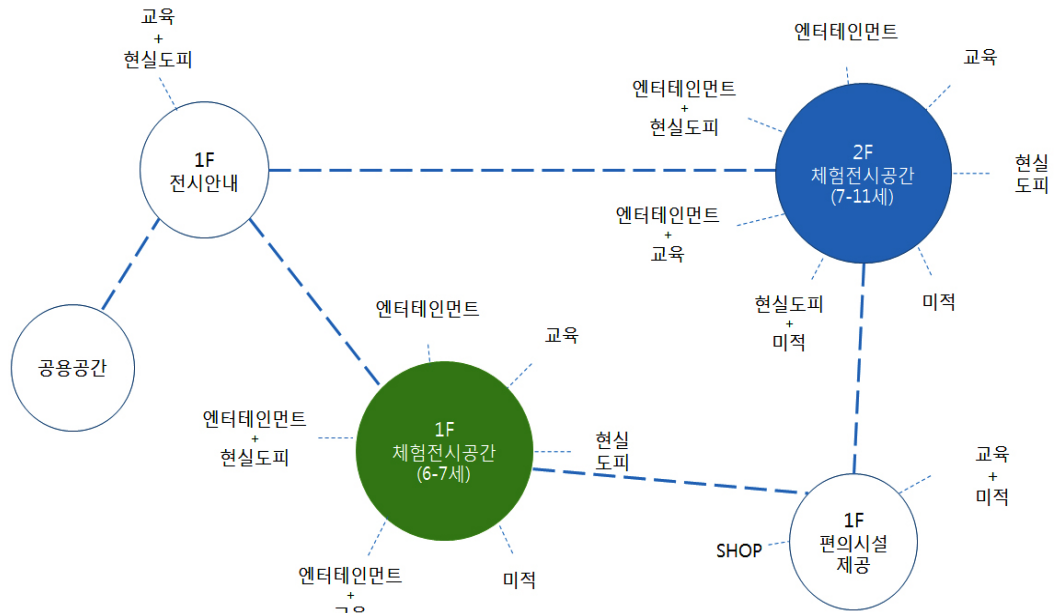 교육
+
현실도피
1F
전시안내
공용공간
엔터테인먼트
교육
엔터테인먼트
+
현실도피
2F
체험전시공간
(7-11세)
현실
도피
엔터테인먼트
+
교육
현실도피
+
미적
미적
엔터테인먼트
교육
엔터테인먼트
+
현실도피
1F
체험전시공간
(6-7세)
현실
도피
엔터테인먼트
+
교육
미적
교육
+
미적
SHOP
1F
편의시설
제공